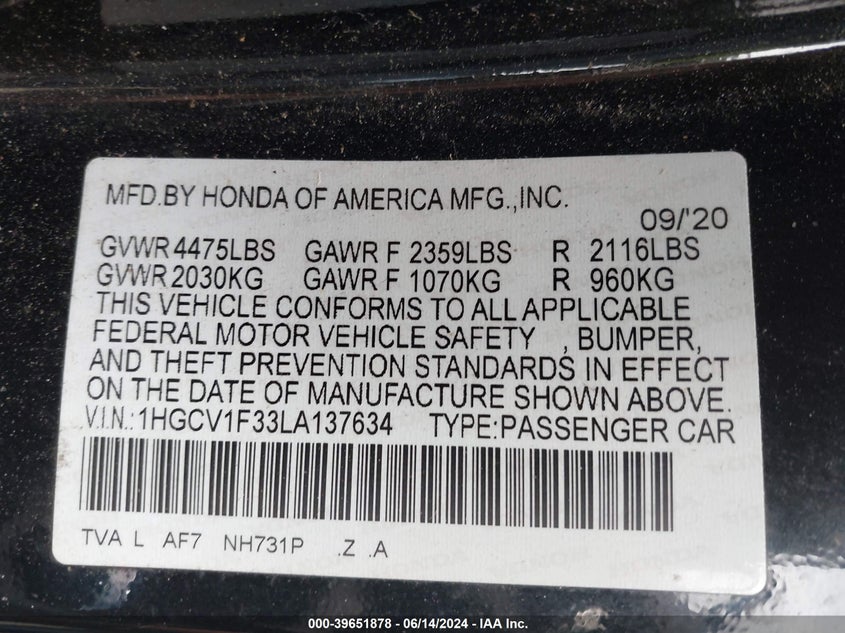 MFD.BY HONDA OF AMERICA MFG.,INC.
09/'20
GVWR 4475LBS GAWR F 2359LBS R 2116LBS
GVWR 2030KG GAWR F 1070KG R 960KG
THIS VEHICLE CONFORMS TO ALL APPLICABLE
FEDERAL MOTOR VEHICLE SAFETY , BUMPER,
AND THEFT PREVENTION STANDARDS IN EFFECT
ON THE DATE OF MANUFACTURE SHOWN ABOVE.
V.I.N.:1HGCV1F33LA137634 TYPE:PASSENGER CAR
TVA L AF7 NH731P .Z .A
000-39651878 - 06/14/2024 - IAA Inc.